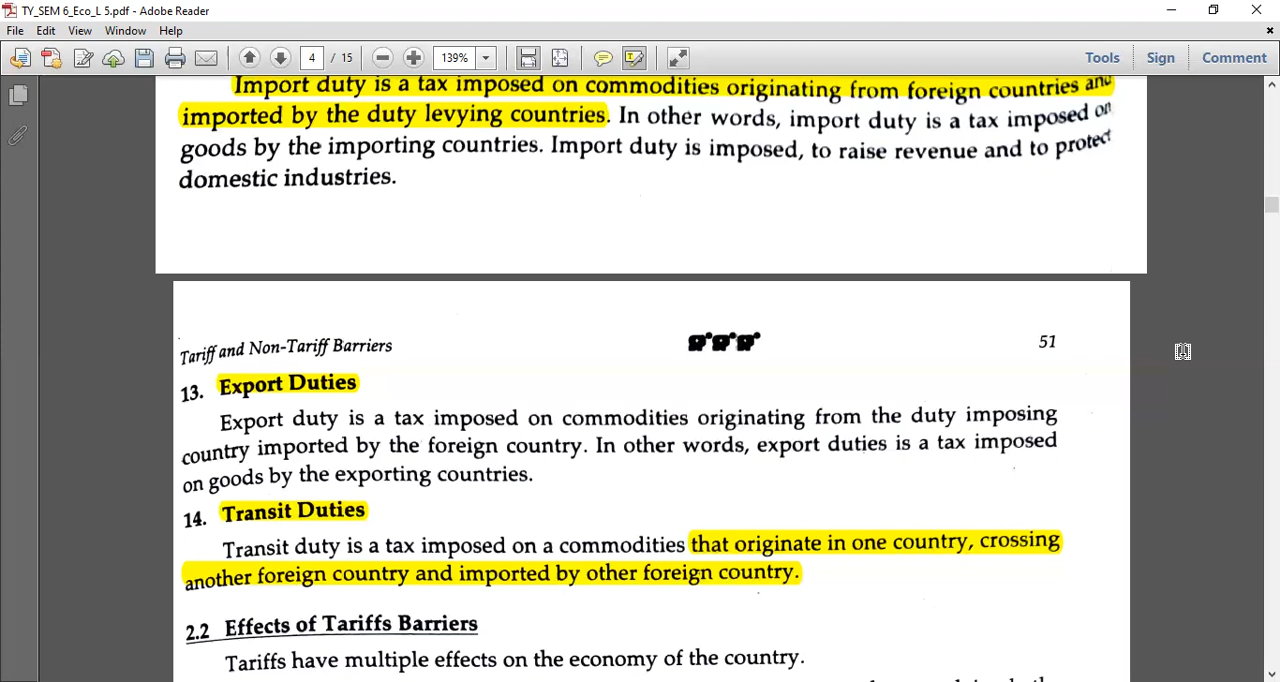 TY_SEM 6_Eco_L 5.pdf - Adobe Reader
File Edit View Window Help
4 / 15 139% Tools Sign Comment
Import duty is a tax imposed on commodities originating from foreign countries and
imported by the duty levying countries. In other words, import duty is a tax imposed on
goods by the importing countries. Import duty is imposed, to raise revenue and to protect
domestic industries.
Tariff and Non-Tariff Barriers 51
13. Export Duties
Export duty is a tax imposed on commodities originating from the duty imposing
country imported by the foreign country. In other words, export duties is a tax imposed
on goods by the exporting countries.
14. Transit Duties
Transit duty is a tax imposed on a commodities that originate in one country, crossing
another foreign country and imported by other foreign country.
2.2 Effects of Tariffs Barriers
Tariffs have multiple effects on the economy of the country.